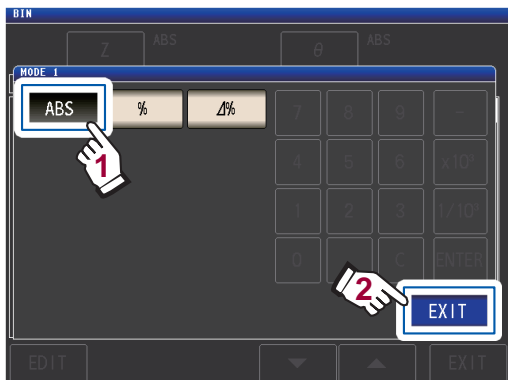 BIN
Z ABS θ ABS
MODE 1
ABS % Δ% 7 8 9 -
1
4 5 6 x10³
1 2 3 1/10³
0 C ENTER
2
EXIT
EDIT EXIT